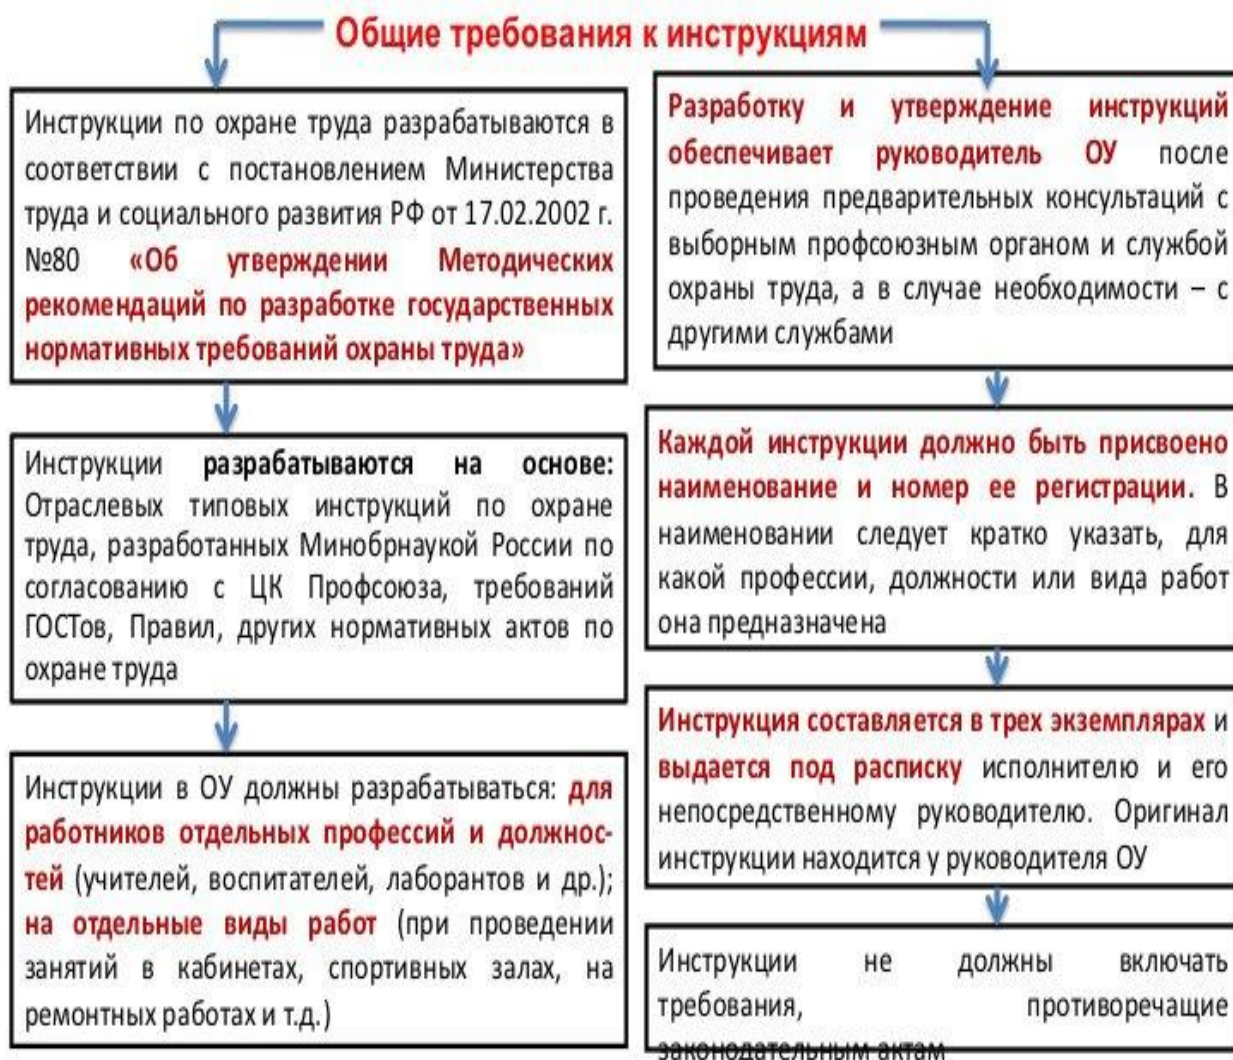 Общие требования к инструкциям
Инструкции по охране труда разрабатываются в
соответствии с постановлением Министерства
труда и социального развития РФ от 17.02.2002 г.
№80 «Об утверждении Методических
рекомендаций по разработке государственных
нормативных требований охраны труда»
Инструкции разрабатываются на основе:
Отраслевых типовых инструкций по охране
труда, разработанных Минобрнаукой России по
согласованию с ЦК Профсоюза, требований
ГОСТов, Правил, других нормативных актов по
охране труда
Инструкции в ОУ должны разрабатываться: для
работников отдельных профессий и должнос-
тей (учителей, воспитателей, лаборантов и др.);
на отдельные виды работ (при проведении
занятий в кабинетах, спортивных залах, на
ремонтных работах и т.д.)
Разработку и утверждение инструкций
обеспечивает руководитель ОУ после
проведения предварительных консультаций с
выборным профсоюзным органом и службой
охраны труда, а в случае необходимости – с
другими службами
Каждой инструкции должно быть присвоено
наименование и номер ее регистрации. В
наименовании следует кратко указать, для
какой профессии, должности или вида работ
она предназначена
Инструкция составляется в трех экземплярах и
выдается под расписку исполнителю и его
непосредственному руководителю. Оригинал
инструкции находится у руководителя ОУ
Инструкции не должны включать
требования, противоречащие
законодательным актам